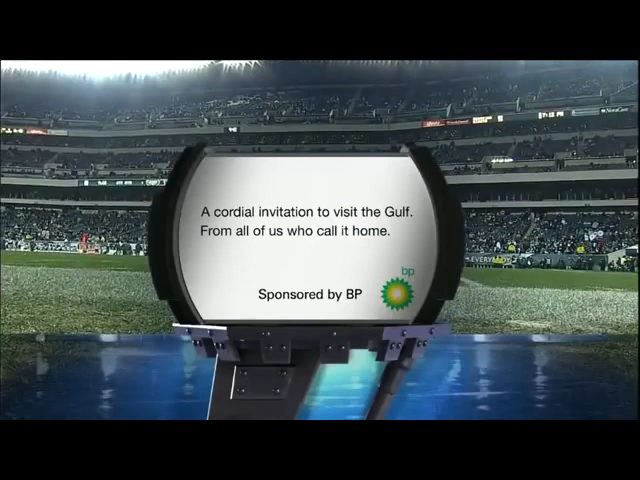 A cordial invitation to visit the Gulf.
From all of us who call it home.
bp
Sponsored by BP